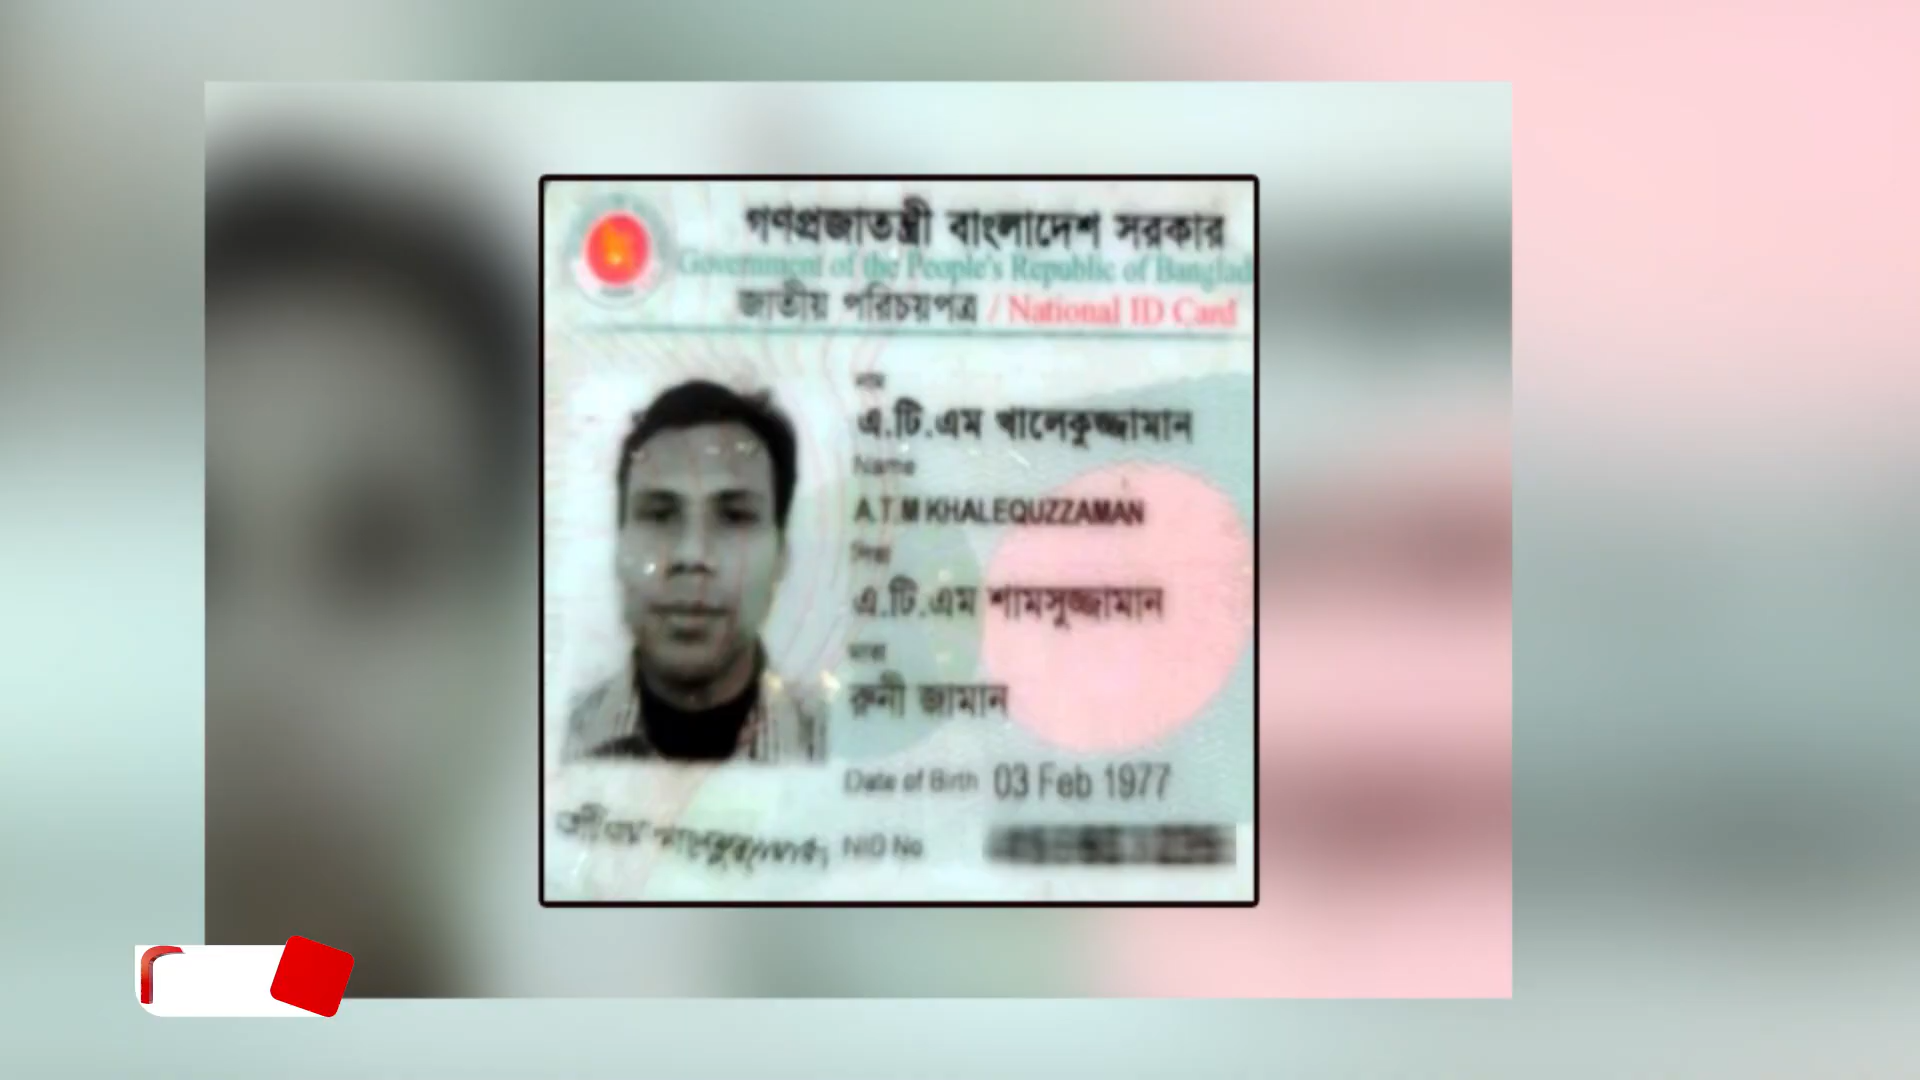 গণপ্রজাতন্ত্রী বাংলাদেশ সরকার
Government of the People's Republic of Banglad
জাতীয় পরিচয়পত্র / National ID Card
নাম
এ.টি.এম খালেকুজ্জামান
Name
A.T.M KHALEQUZZAMAN
পিতা
এ.টি.এম শামসুজ্জামান
মাতা
রুনী জামান
Date of Birth 03 Feb 1977
NID No.